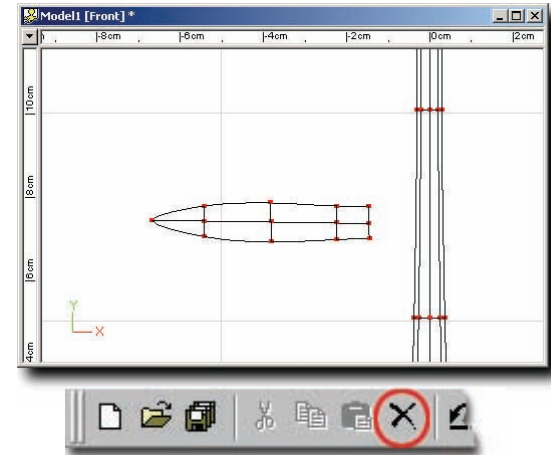 Model1 [Front] *
|-8cm |-6cm |-4cm |-2cm |0cm |2cm
|10cm
|8cm
|6cm
|4cm
Y
X